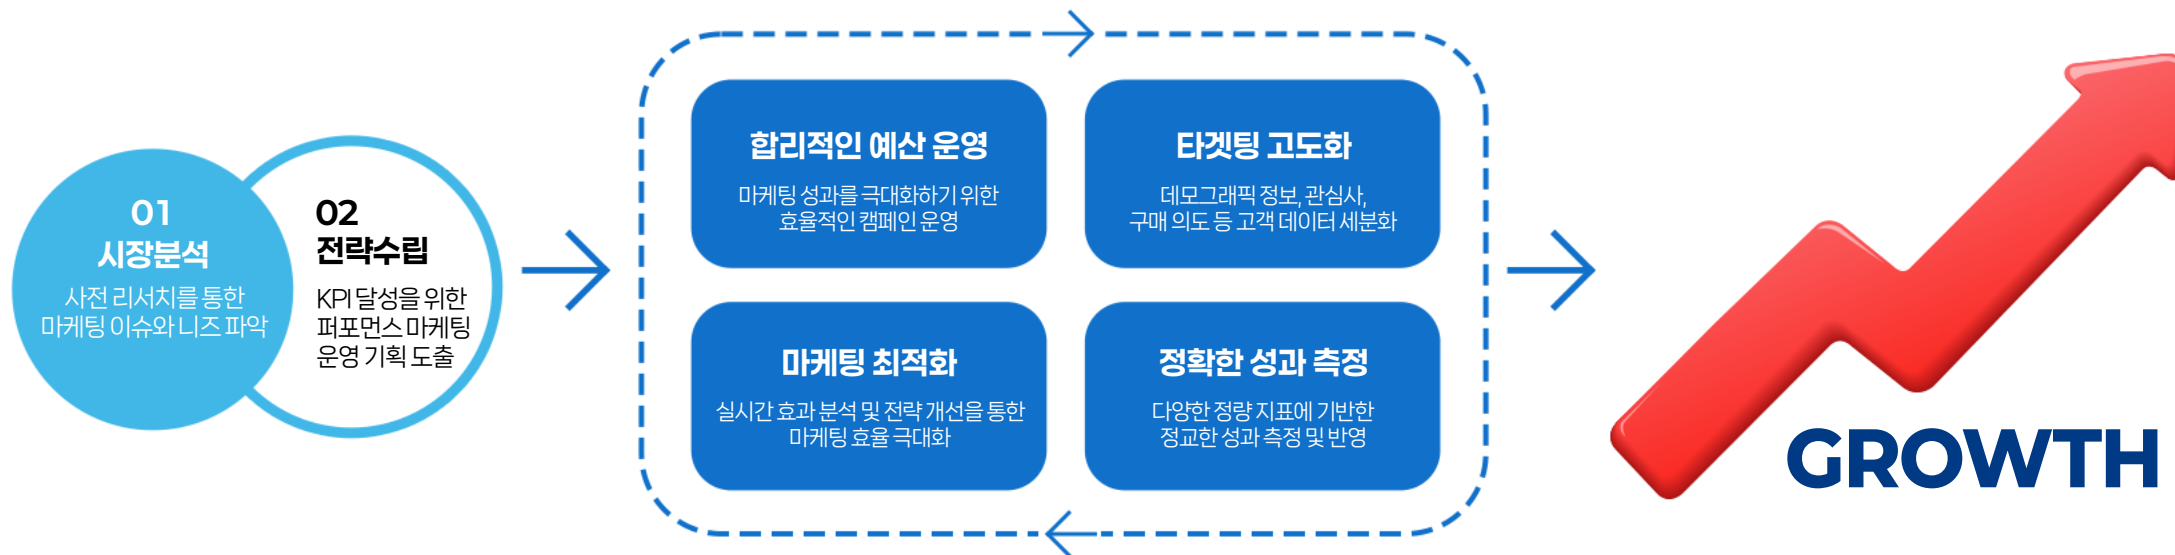 01
시장분석
사전 리서치를 통한
마케팅 이슈와 니즈 파악
02
전략수립
KPI 달성을 위한
퍼포먼스 마케팅
운영 기획 도출
합리적인 예산 운영
마케팅 성과를 극대화하기 위한
효율적인 캠페인 운영
타겟팅 고도화
데모그래픽 정보, 관심사,
구매 의도 등 고객 데이터 세분화
마케팅 최적화
실시간 효과 분석 및 전략 개선을 통한
마케팅 효율 극대화
정확한 성과 측정
다양한 정량 지표에 기반한
정교한 성과 측정 및 반영
GROWTH